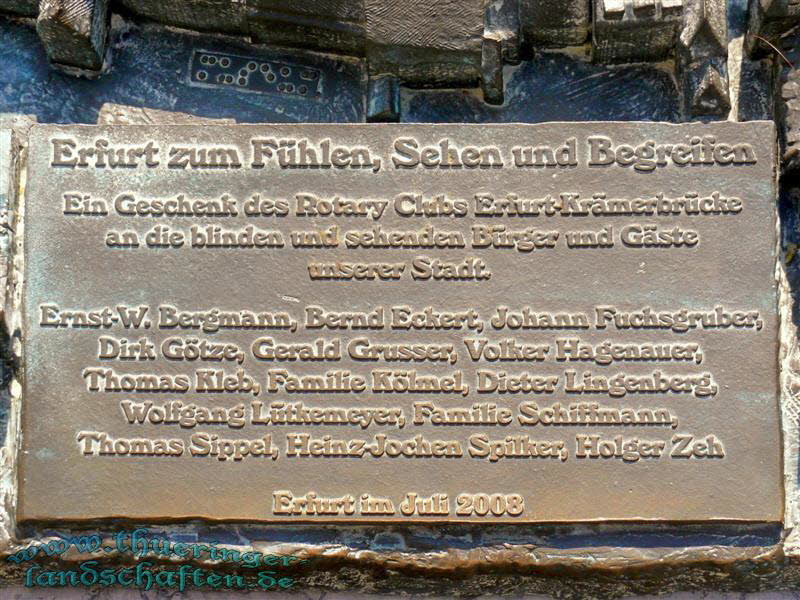 Erfurt zum Fühlen, Sehen und Begreifen
Ein Geschenk des Rotary Clubs Erfurt-Krämerbrücke
an die blinden und sehenden Bürger und Gäste
unserer Stadt.
Ernst-W. Bergmann, Bernd Eckert, Johann Fuchsgruber,
Dirk Götze, Gerald Grusser, Volker Hagenauer,
Thomas Kleb, Familie Kölmel, Dieter Lingenberg,
Wolfgang Lütkemeyer, Familie Schiffmann,
Thomas Sippel, Heinz-Jochen Spilker, Holger Zeh
Erfurt im Juli 2008
www.thueringer-
landschaften.de